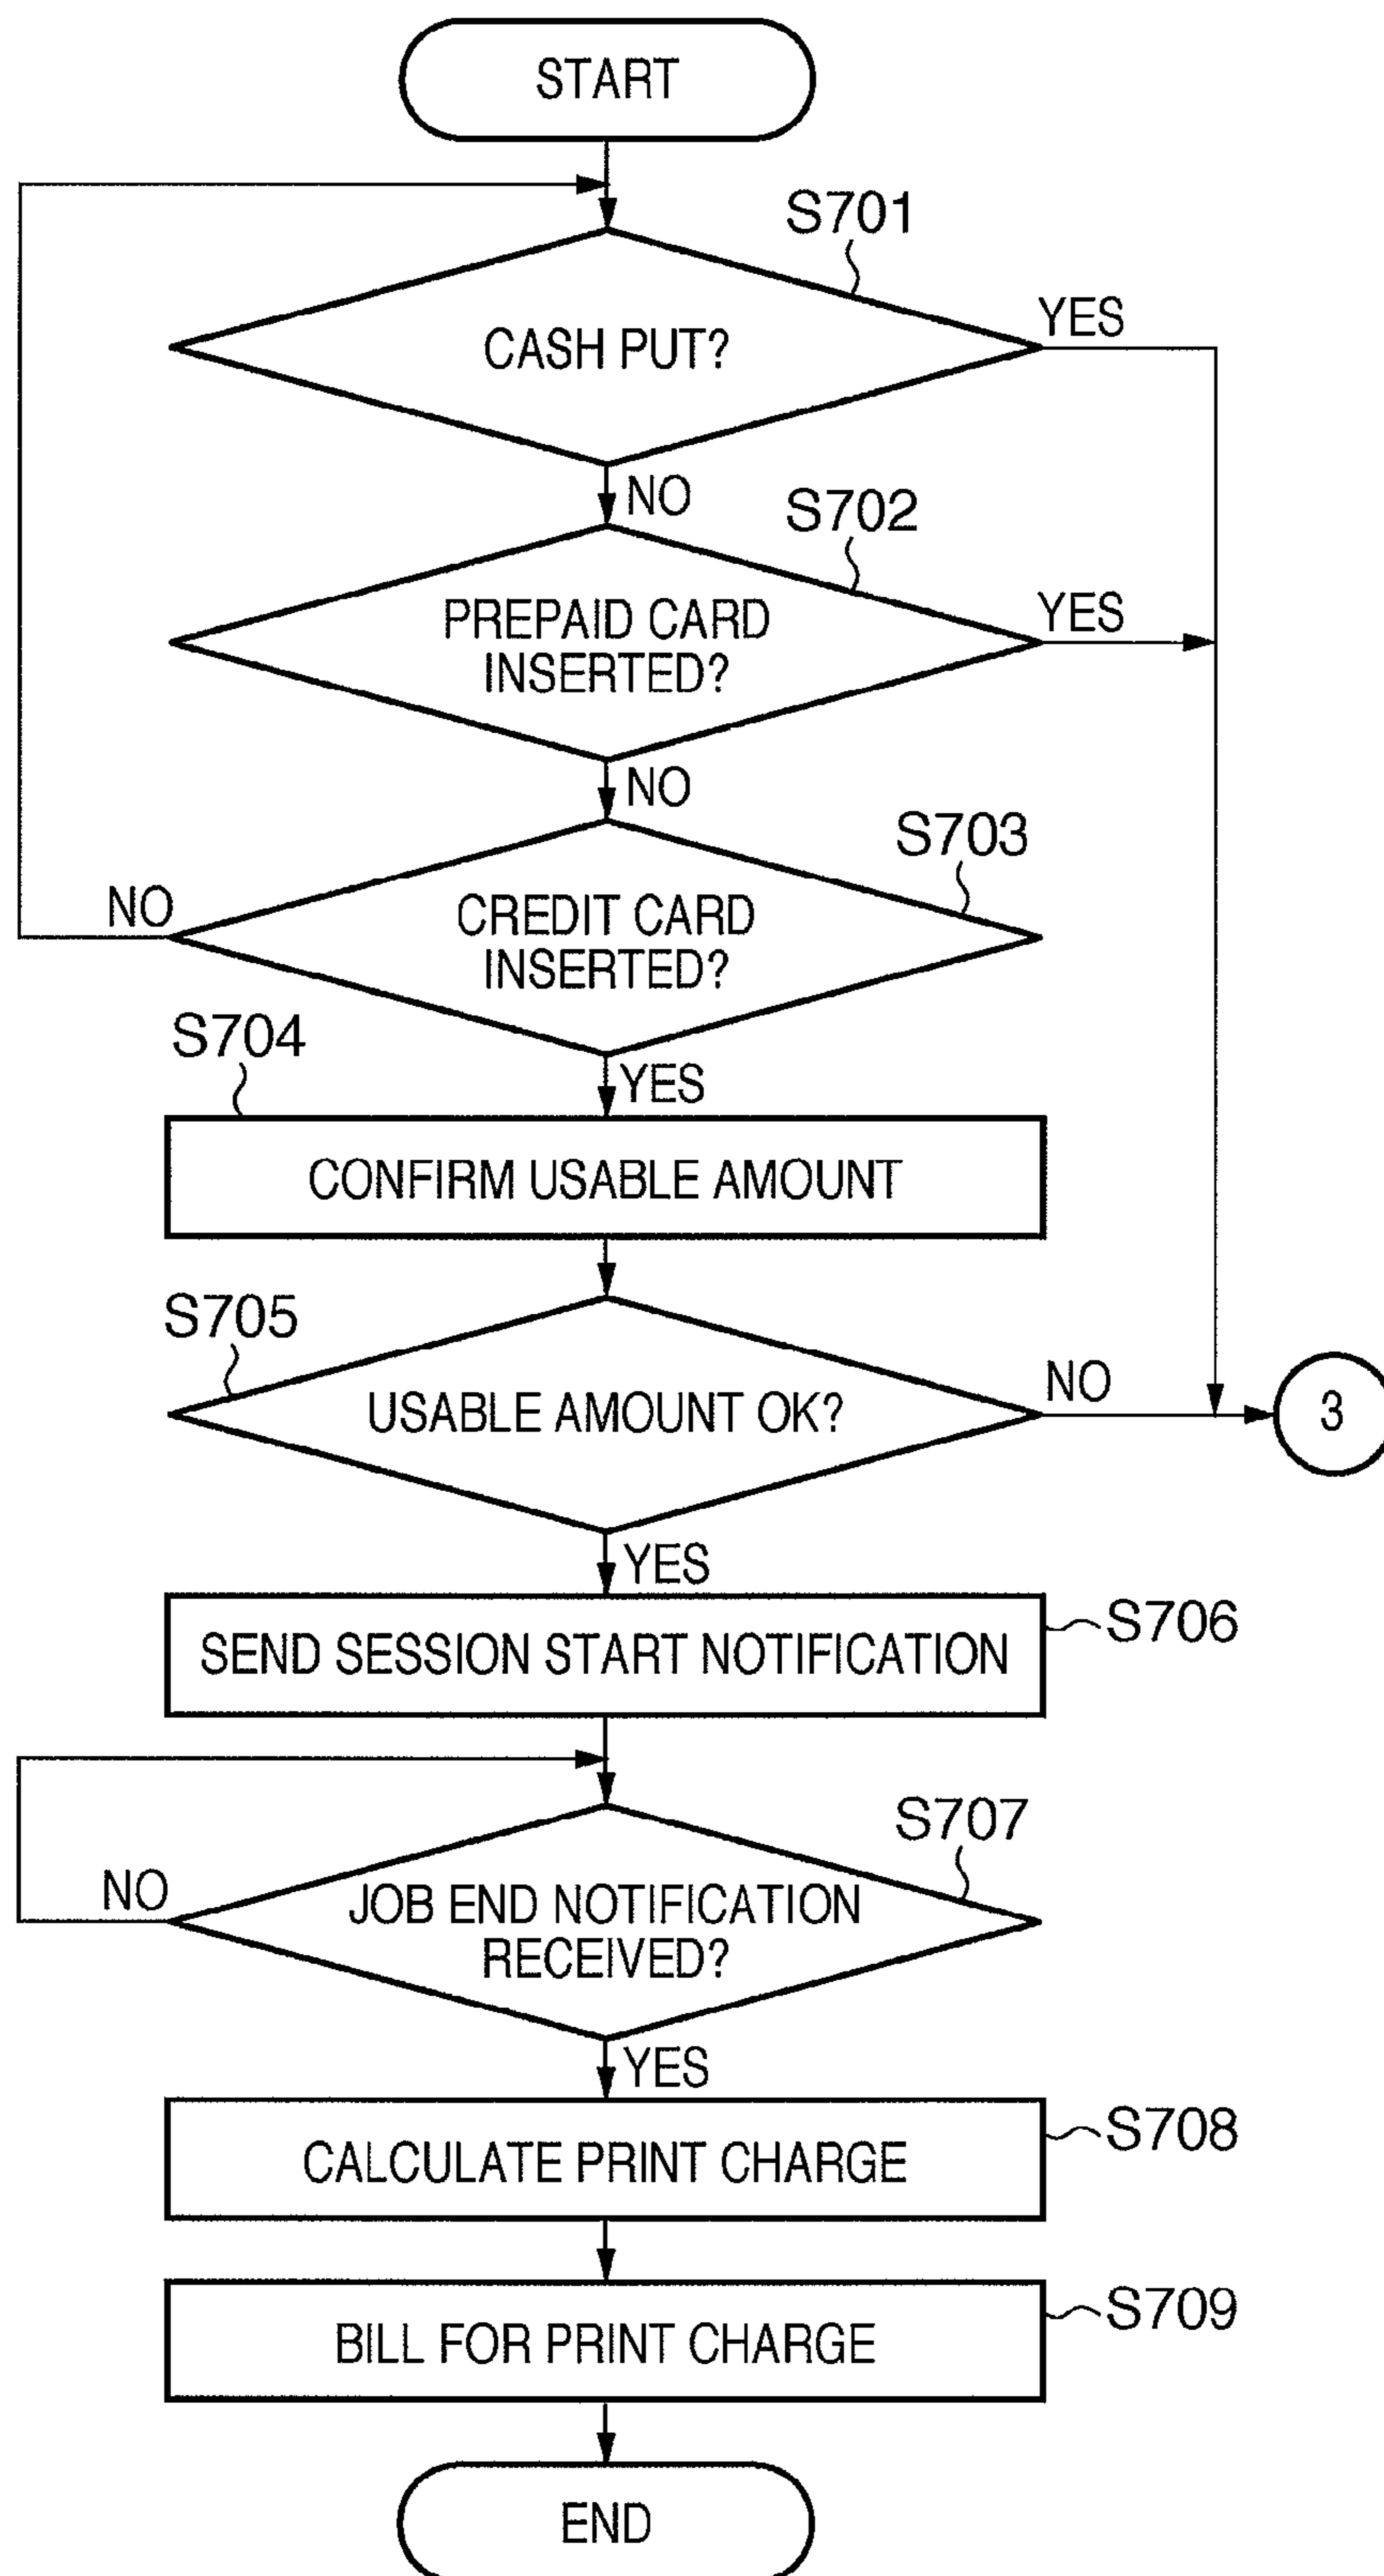 START
S701
CASH PUT?
YES
NO
S702
PREPAID CARD
INSERTED?
YES
NO
S703
CREDIT CARD
INSERTED?
NO
YES
S704
CONFIRM USABLE AMOUNT
S705
USABLE AMOUNT OK?
NO
3
YES
SEND SESSION START NOTIFICATION
S706
S707
JOB END NOTIFICATION
RECEIVED?
NO
YES
CALCULATE PRINT CHARGE
S708
BILL FOR PRINT CHARGE
S709
END